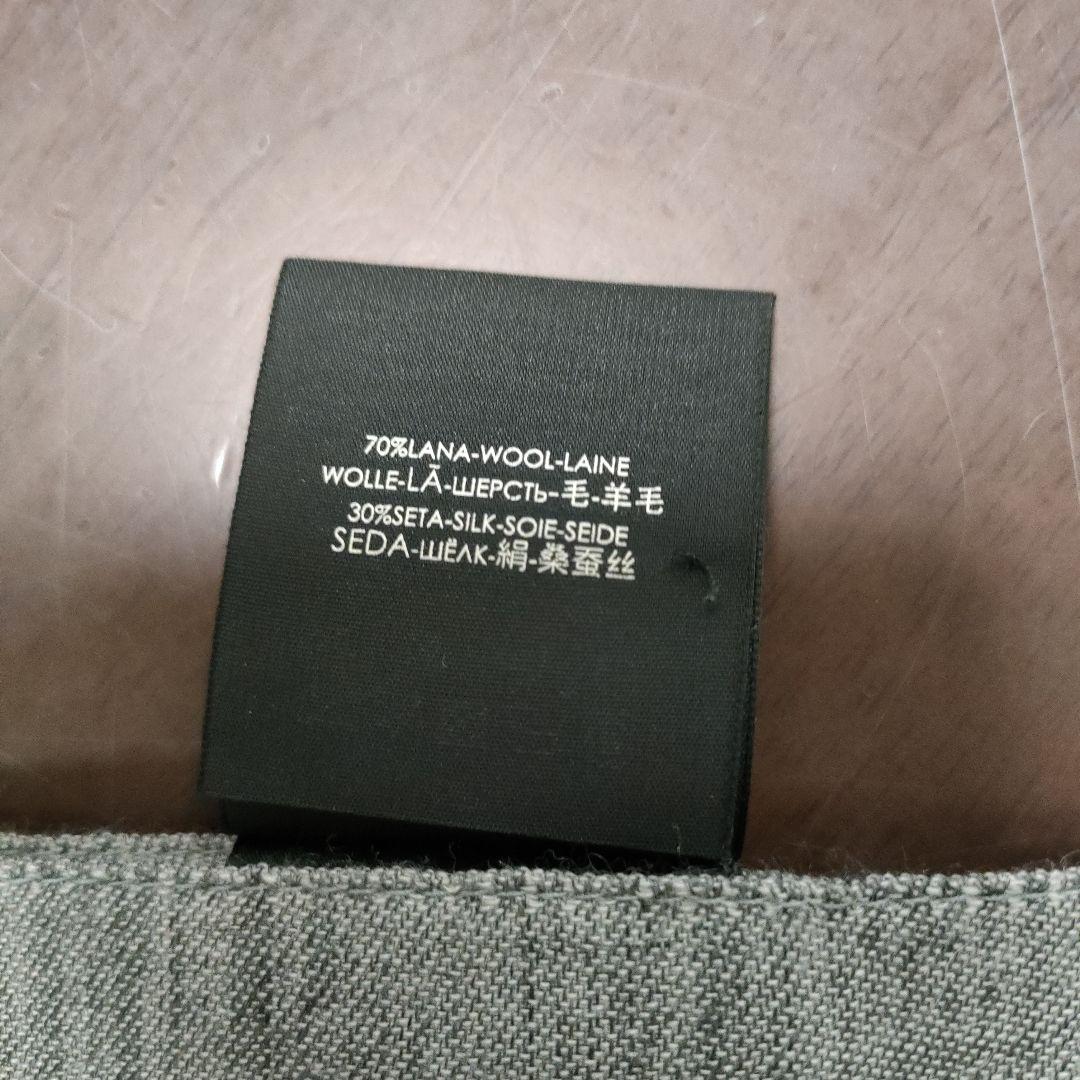 70%LANA-WOOL-LAINE
WOLLE-LÃ-ШЕРСТЬ-毛-羊毛
30%SETA-SILK-SOIE-SEIDE
SEDA-ШЁЛК-絹-桑蚕丝